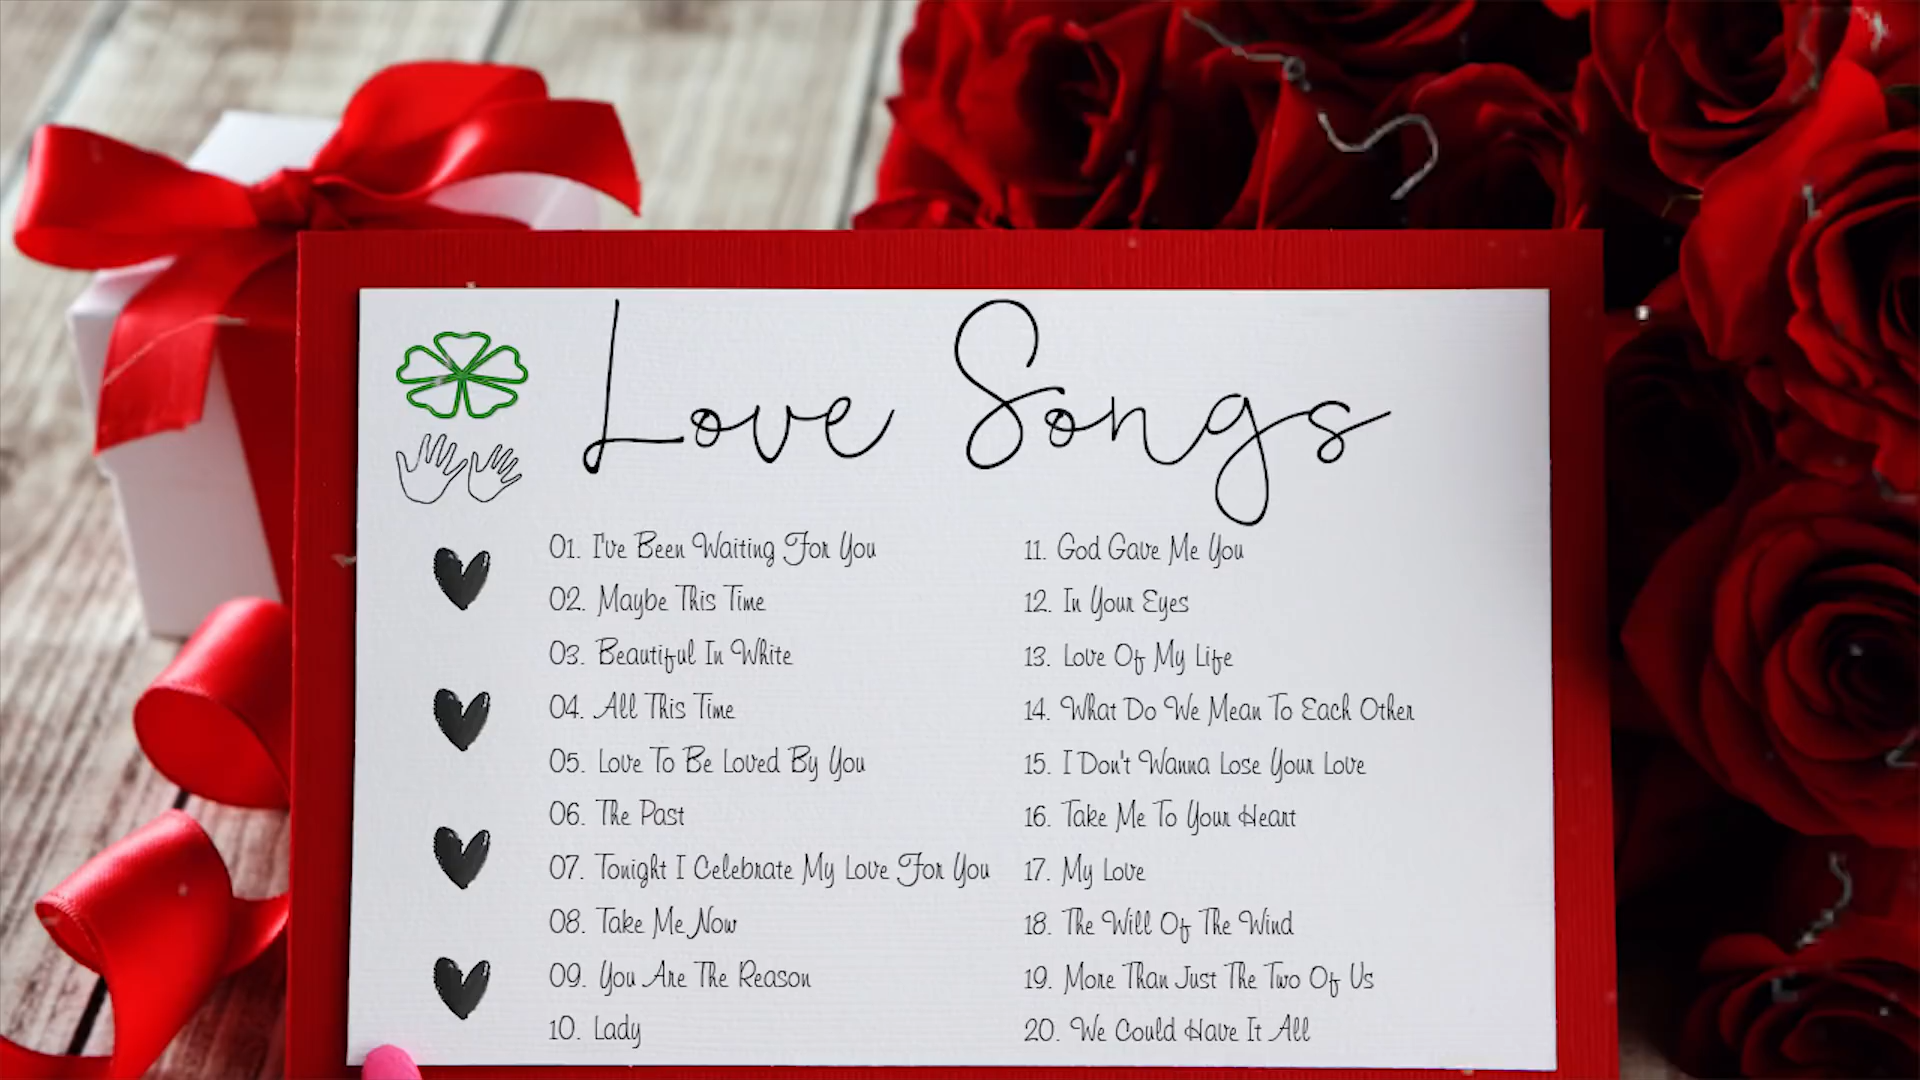 Love Songs
01. I've Been Waiting For You
02. Maybe This Time
03. Beautiful In White
04. All This Time
05. Love To Be Loved By You
06. The Past
07. Tonight I Celebrate My Love For You
08. Take Me Now
09. You Are The Reason
10. Lady
11. God Gave Me You
12. In Your Eyes
13. Love Of My Life
14. What Do We Mean To Each Other
15. I Don't Wanna Lose Your Love
16. Take Me To Your Heart
17. My Love
18. The Will Of The Wind
19. More Than Just The Two Of Us
20. We Could Have It All